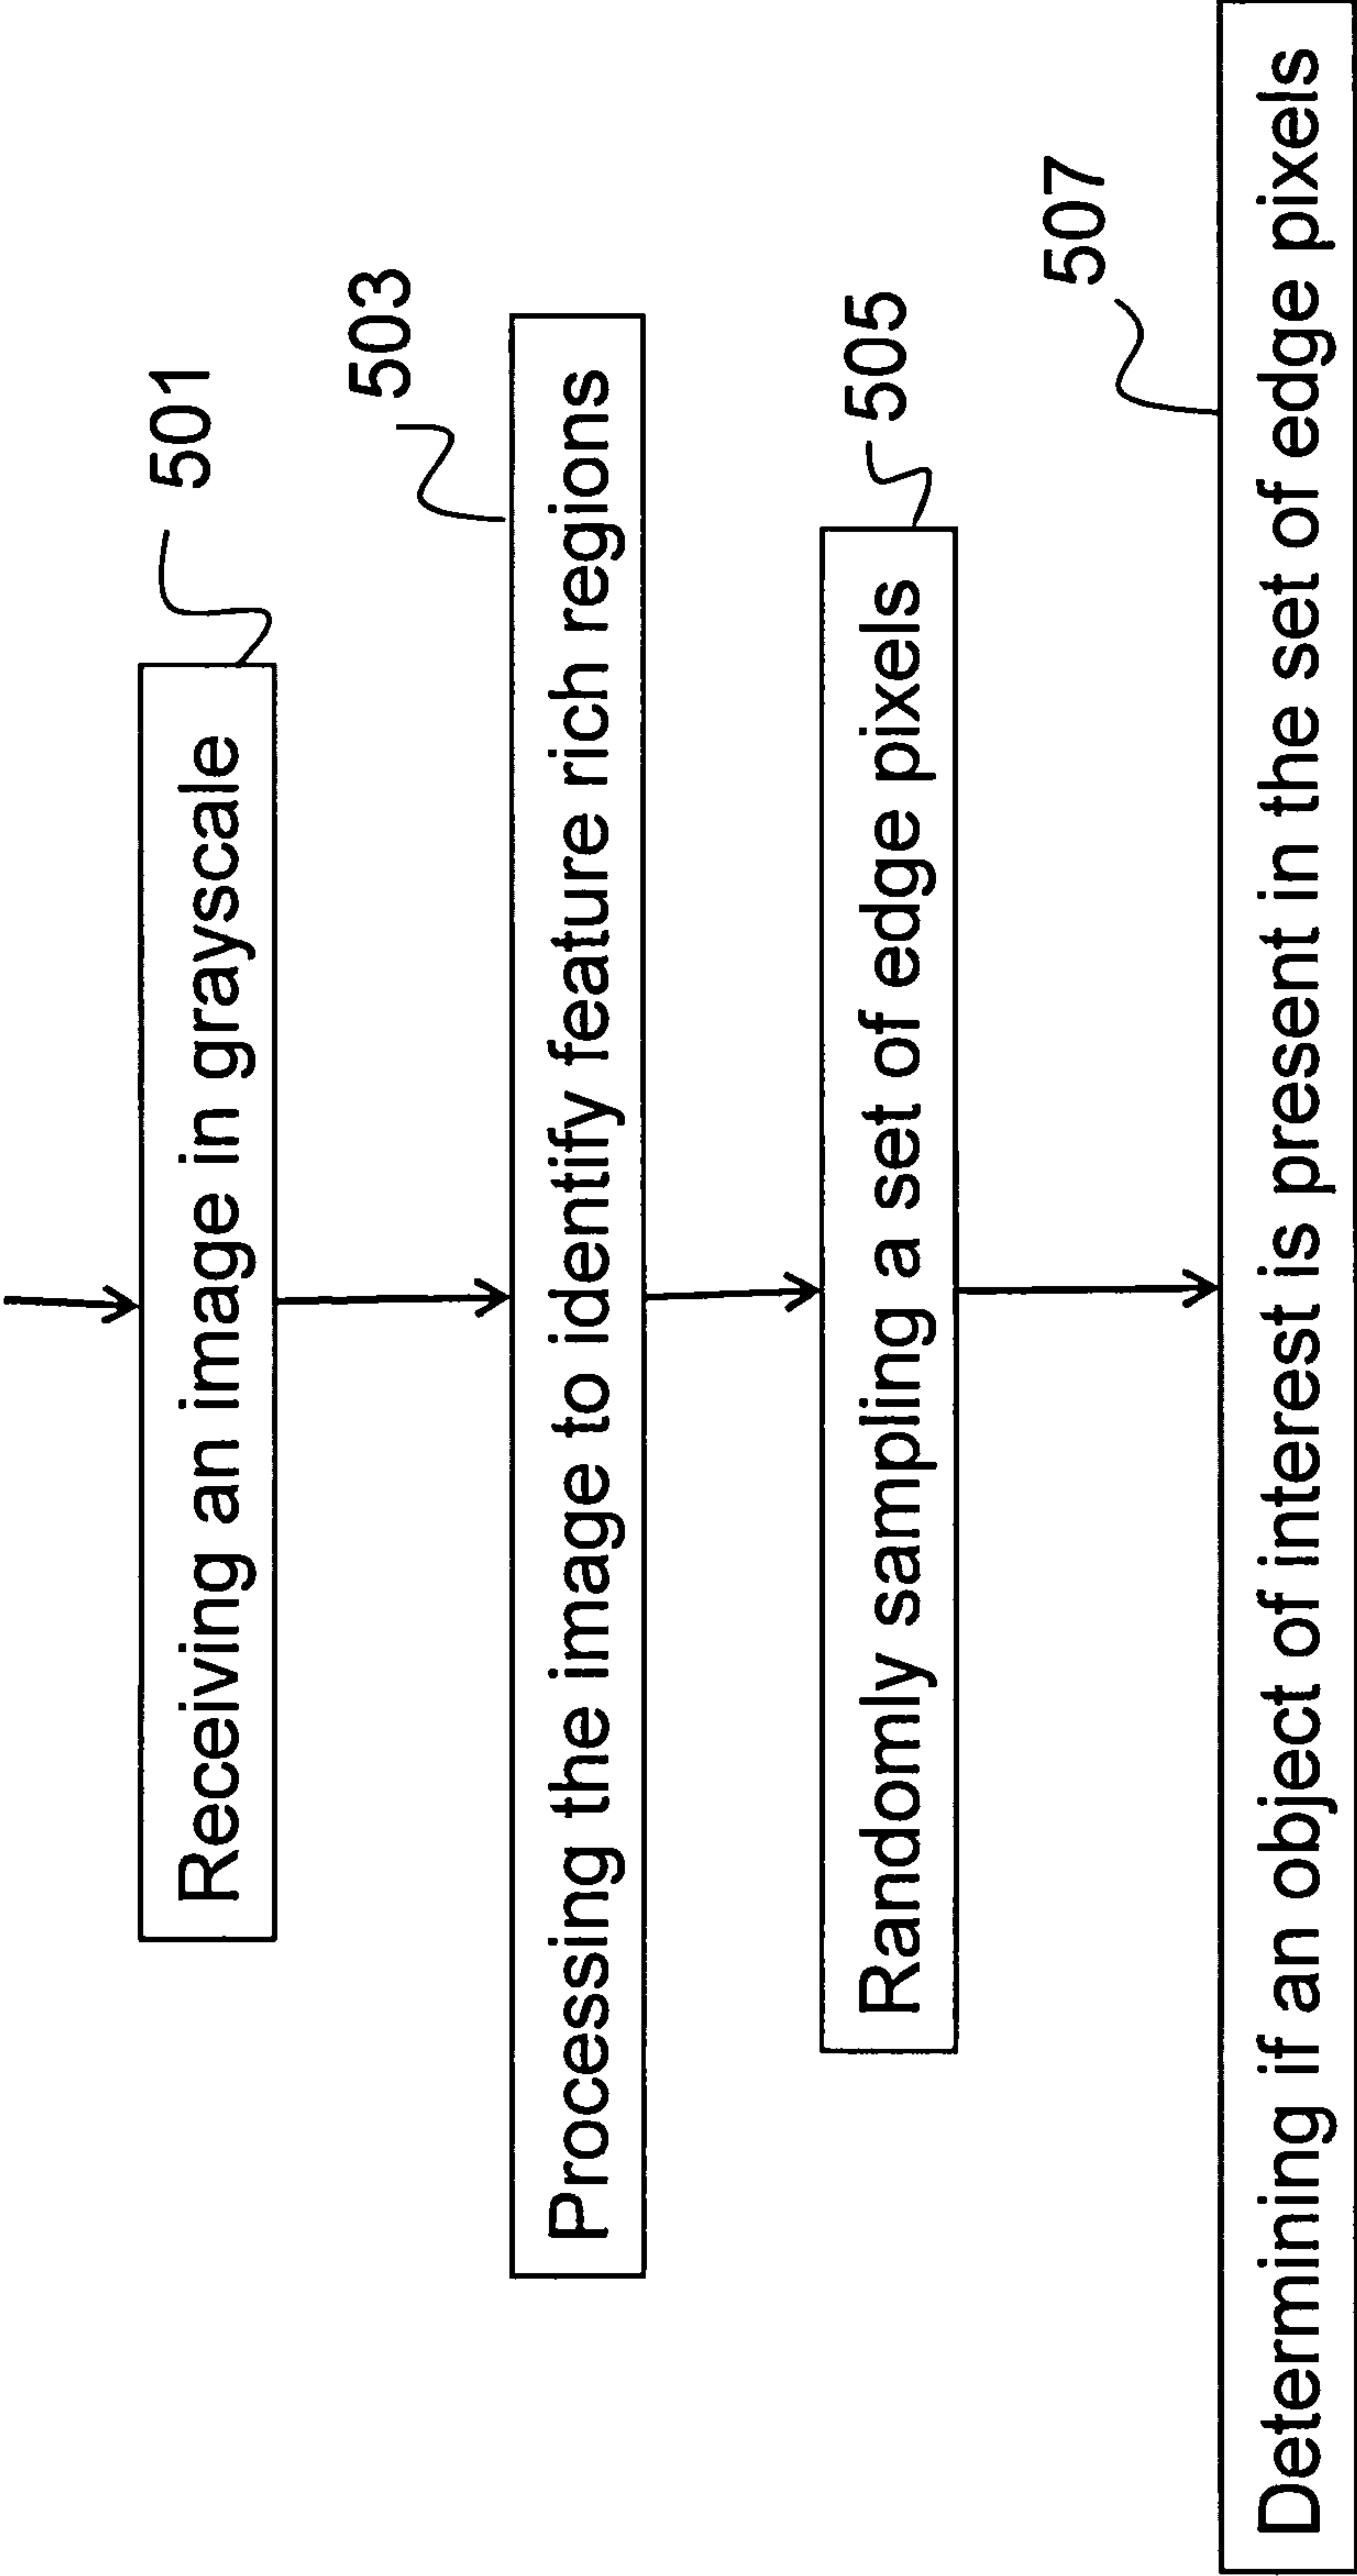 501
Receiving an image in grayscale
503
Processing the image to identify feature rich regions
505
Randomly sampling a set of edge pixels
507
Determining if an object of interest is present in the set of edge pixels